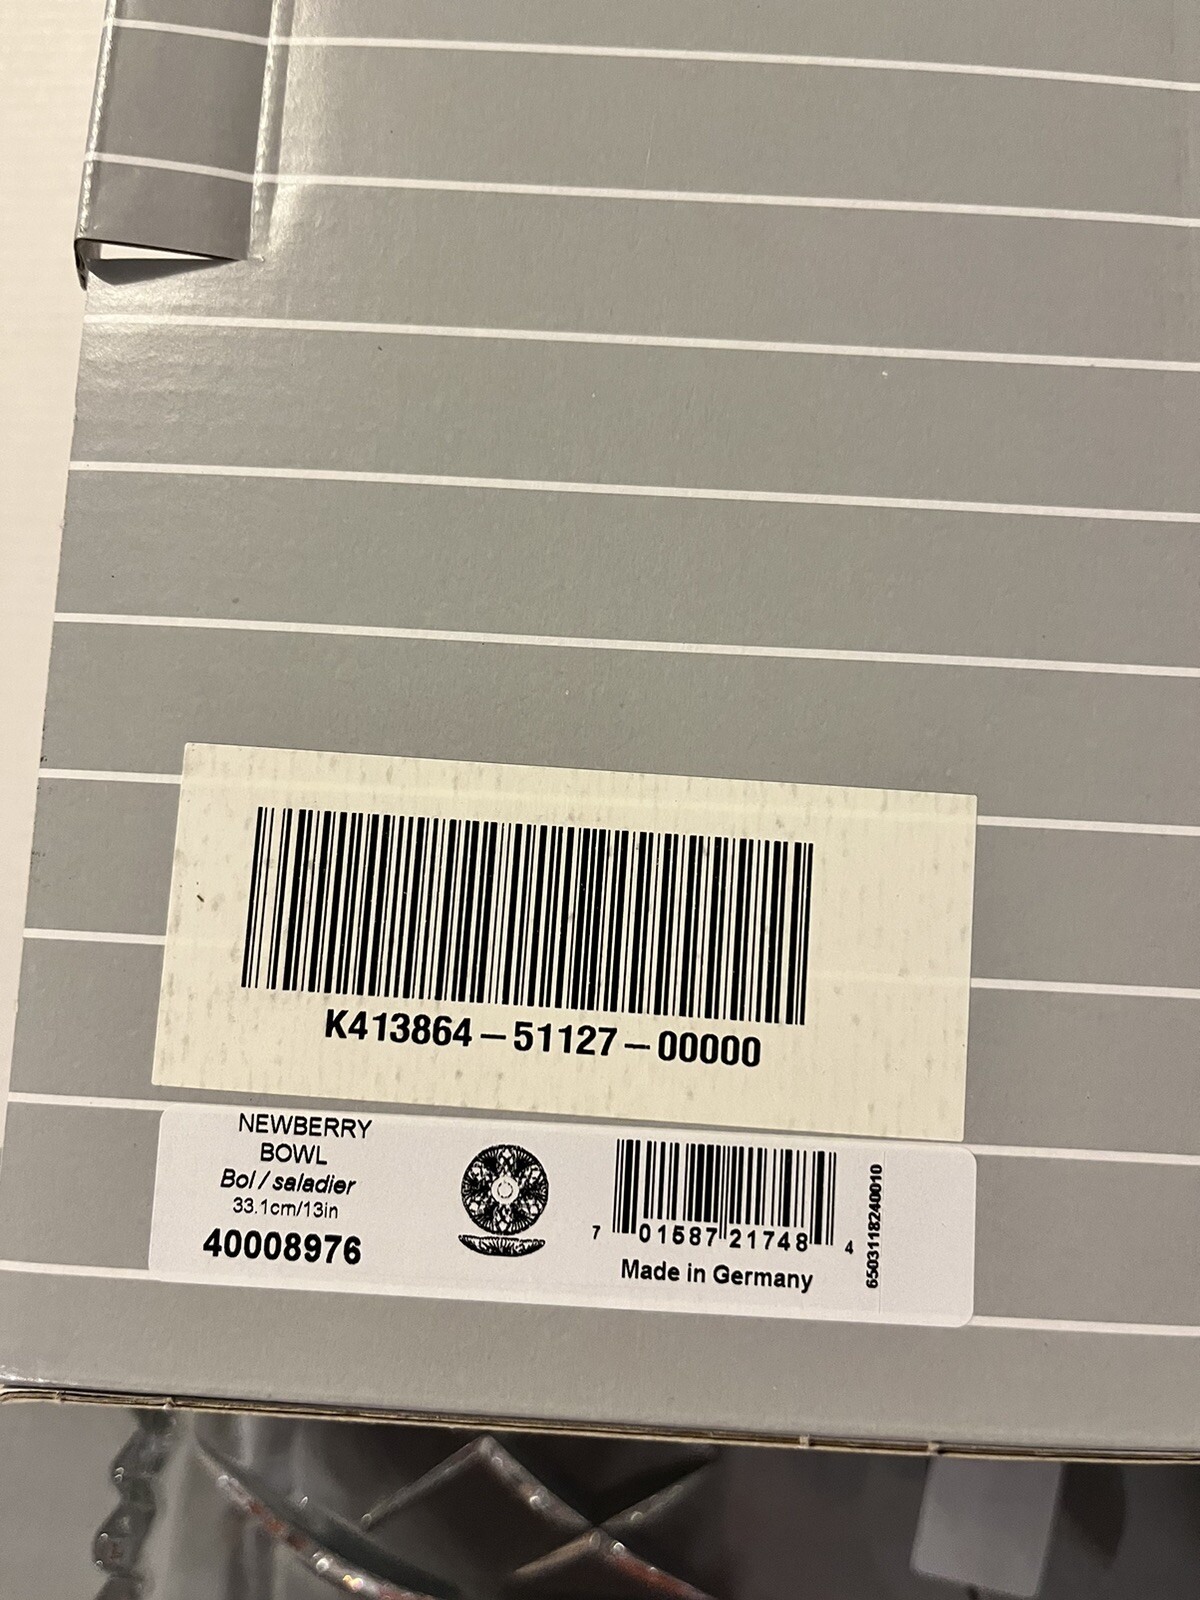 K413864-51127-00000
NEWBERRY
BOWL
Bol / saladier
33.1cm/13in
40008976
7 01587 21748 4
Made in Germany
6503118240010